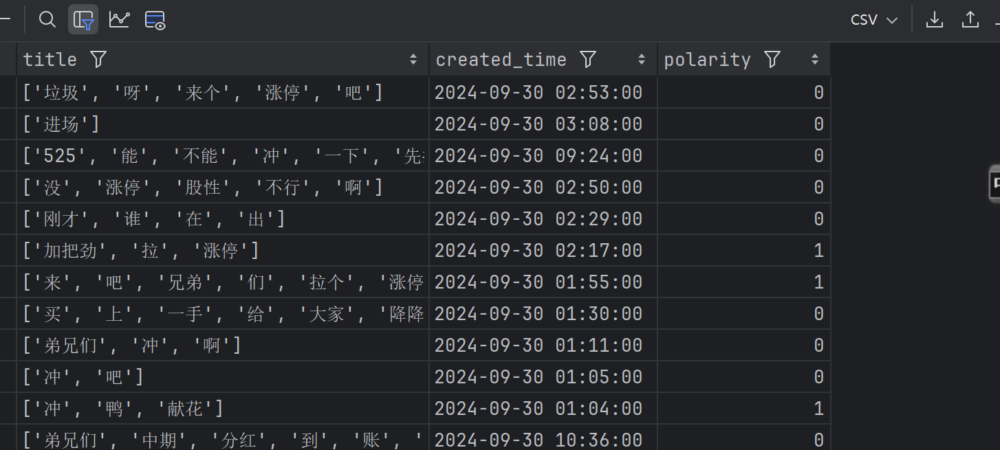 CSV
title created_time polarity
['垃圾', '呀', '来个', '涨停', '吧'] 2024-09-30 02:53:00 0
['进场'] 2024-09-30 03:08:00 0
['525', '能', '不能', '冲', '一下', '先 2024-09-30 09:24:00 0
['没', '涨停', '股性', '不行', '啊'] 2024-09-30 02:50:00 0
['刚才', '谁', '在', '出'] 2024-09-30 02:29:00 0
['加把劲', '拉', '涨停'] 2024-09-30 02:17:00 1
['来', '吧', '兄弟', '们', '拉个', '涨停 2024-09-30 01:55:00 1
['买', '上', '一手', '给', '大家', '降降 2024-09-30 01:30:00 0
['弟兄们', '冲', '啊'] 2024-09-30 01:11:00 0
['冲', '吧'] 2024-09-30 01:05:00 0
['冲', '鸭', '献花'] 2024-09-30 01:04:00 1
['弟兄们', '中期', '分红', '到', '账', ' 2024-09-30 10:36:00 0